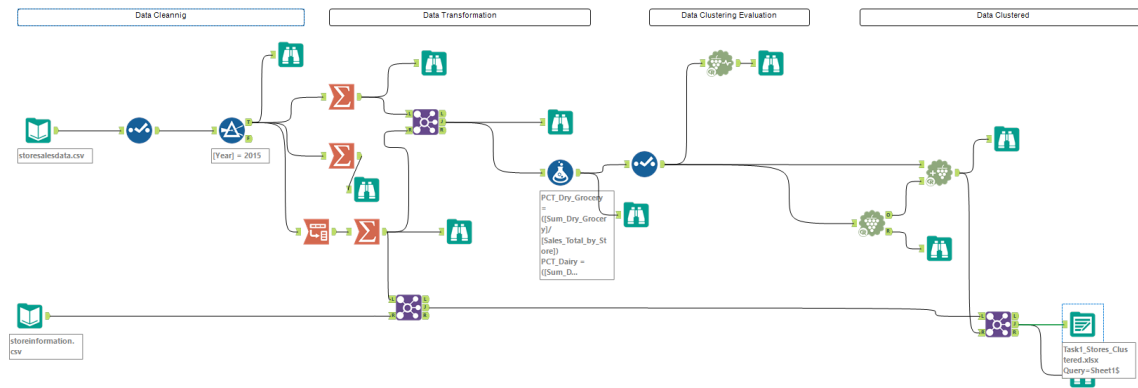 Data Cleannig
Data Transformation
Data Clustering Evaluation
Data Clustered
storesalesdata.csv
[Year] = 2015
PCT_Dry_Grocery
=
([Sum_Dry_Grocer
y]/
[Sales_Total_by_St
ore])
PCT_Dairy =
([Sum_D...
storeinformation.
csv
Task1_Stores_Clus
tered.xlsx
Query=Sheet1$